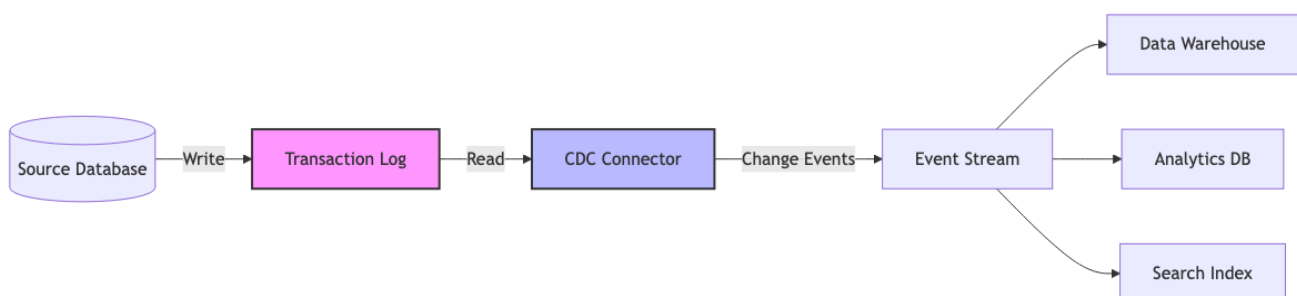 Source Database
Write
Transaction Log
Read
CDC Connector
Change Events
Event Stream
Data Warehouse
Analytics DB
Search Index